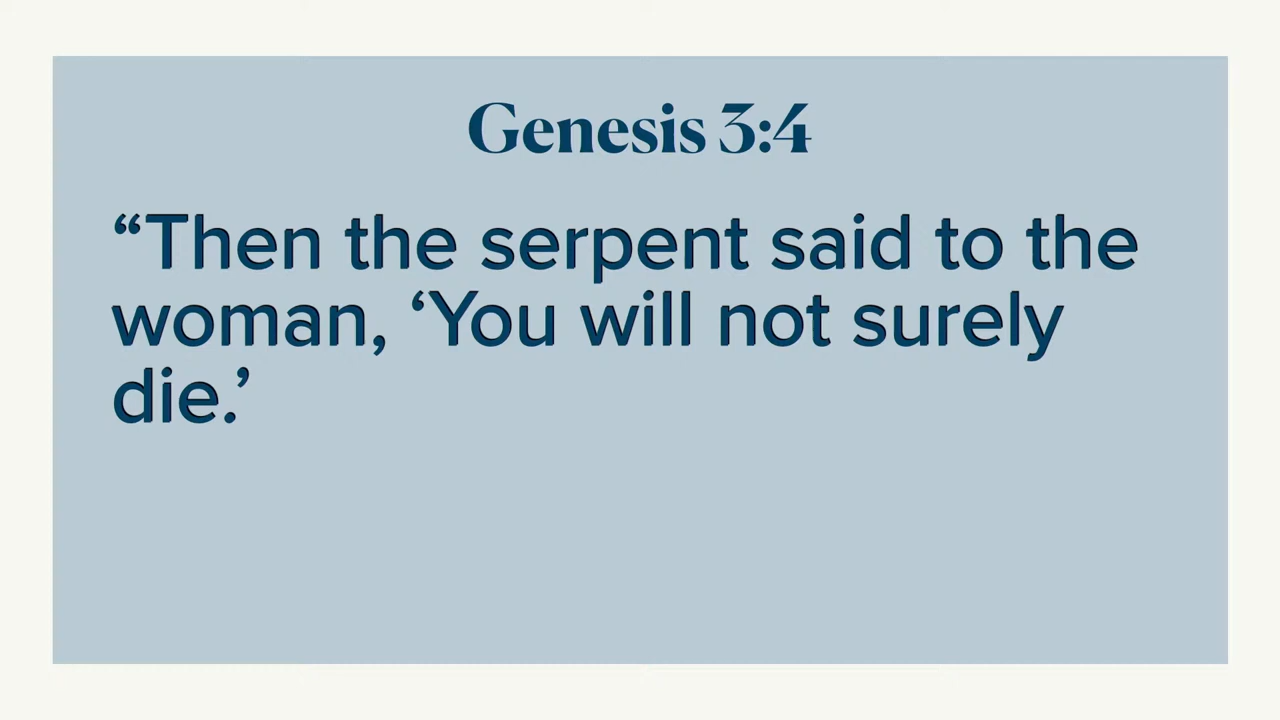 Genesis 3:4
“Then the serpent said to the
woman, ‘You will not surely
die.’